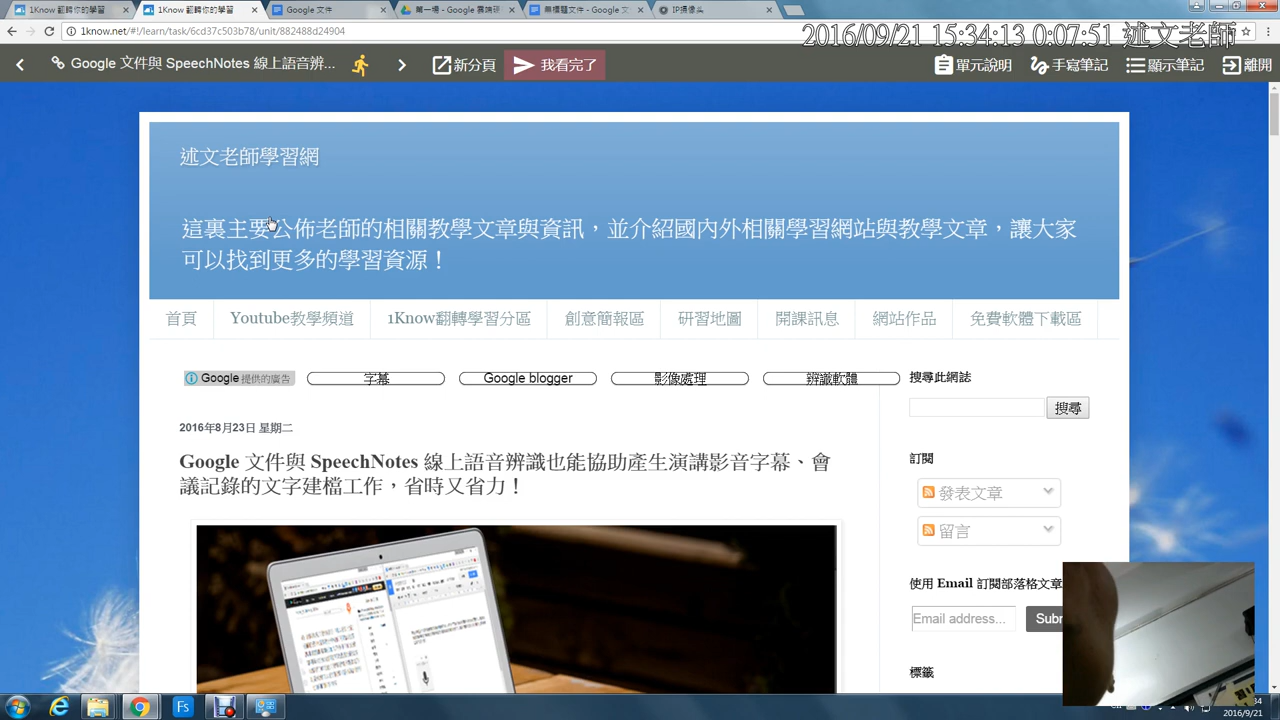 1Know 翻轉你的學習
1Know 翻轉你的學習
Google 文件
第一樓 - Google 雲端硬
無標題文件 - Google 文
IP摄像头
1know.net/#!/learn/task/6cd37c503b78/unit/882488d24904
2016/09/21 15:34:13 0:07:51 述文老師
Google 文件與 SpeechNotes 線上語音辨...
新分頁
我看完了
單元說明
手寫筆記
顯示筆記
離開
述文老師學習網
這裏主要公佈老師的相關教學文章與資訊，並介紹國內外相關學習網站與教學文章，讓大家
可以找到更多的學習資源！
首頁
Youtube教學頻道
1Know翻轉學習分區
創意簡報區
研習地圖
開課訊息
網站作品
免費軟體下載區
Google 提供的廣告
字幕
Google blogger
影像處理
辨識軟體
搜尋此網誌
搜尋
2016年8月23日 星期二
Google 文件與 SpeechNotes 線上語音辨識也能協助產生演講影音字幕、會
議記錄的文字建檔工作，省時又省力！
訂閱
發表文章
留言
使用 Email 訂閱部落格文章
Email address...
Subr
標籤
Fs
2016/9/21